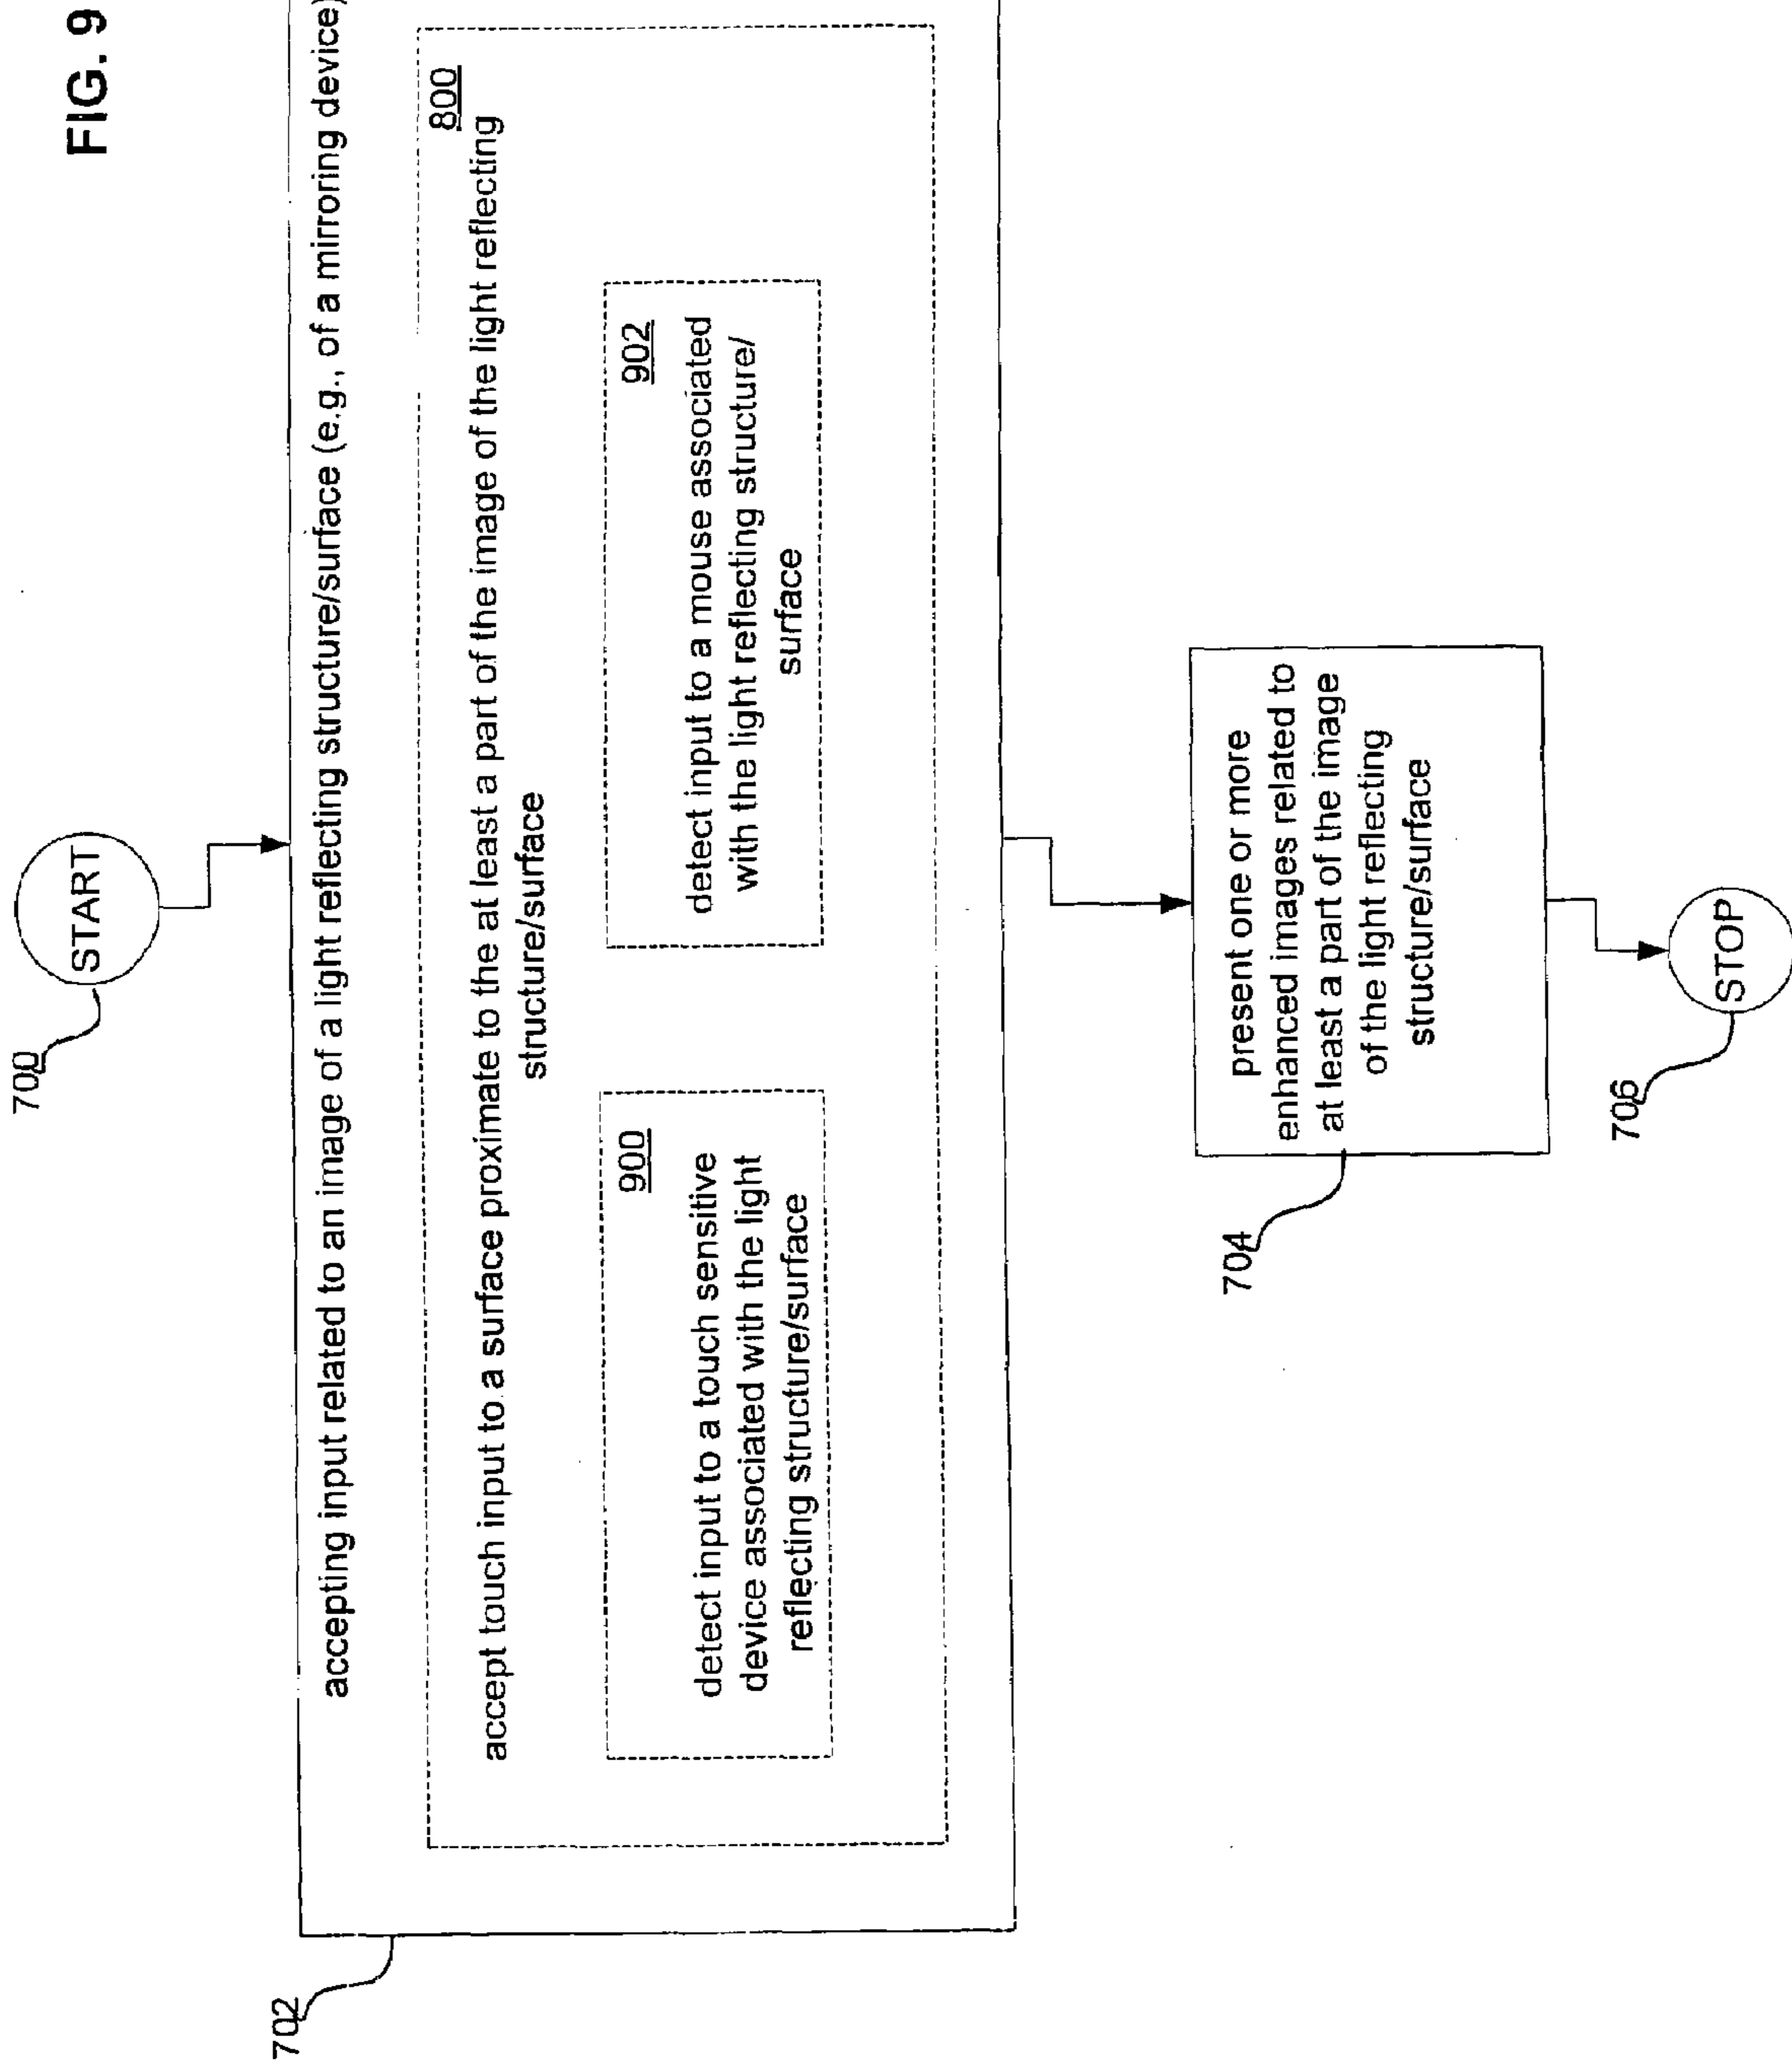 FIG. 9
700
START
702
accepting input related to an image of a light reflecting structure/surface (e.g., of a mirroring device)
800
accept touch input to a surface proximate to the at least a part of the image of the light reflecting
structure/surface
900
detect input to a touch sensitive
device associated with the light
reflecting structure/surface
902
detect input to a mouse associated
with the light reflecting structure/
surface
704
present one or more
enhanced images related to
at least a part of the image
of the light reflecting
structure/surface
706
STOP